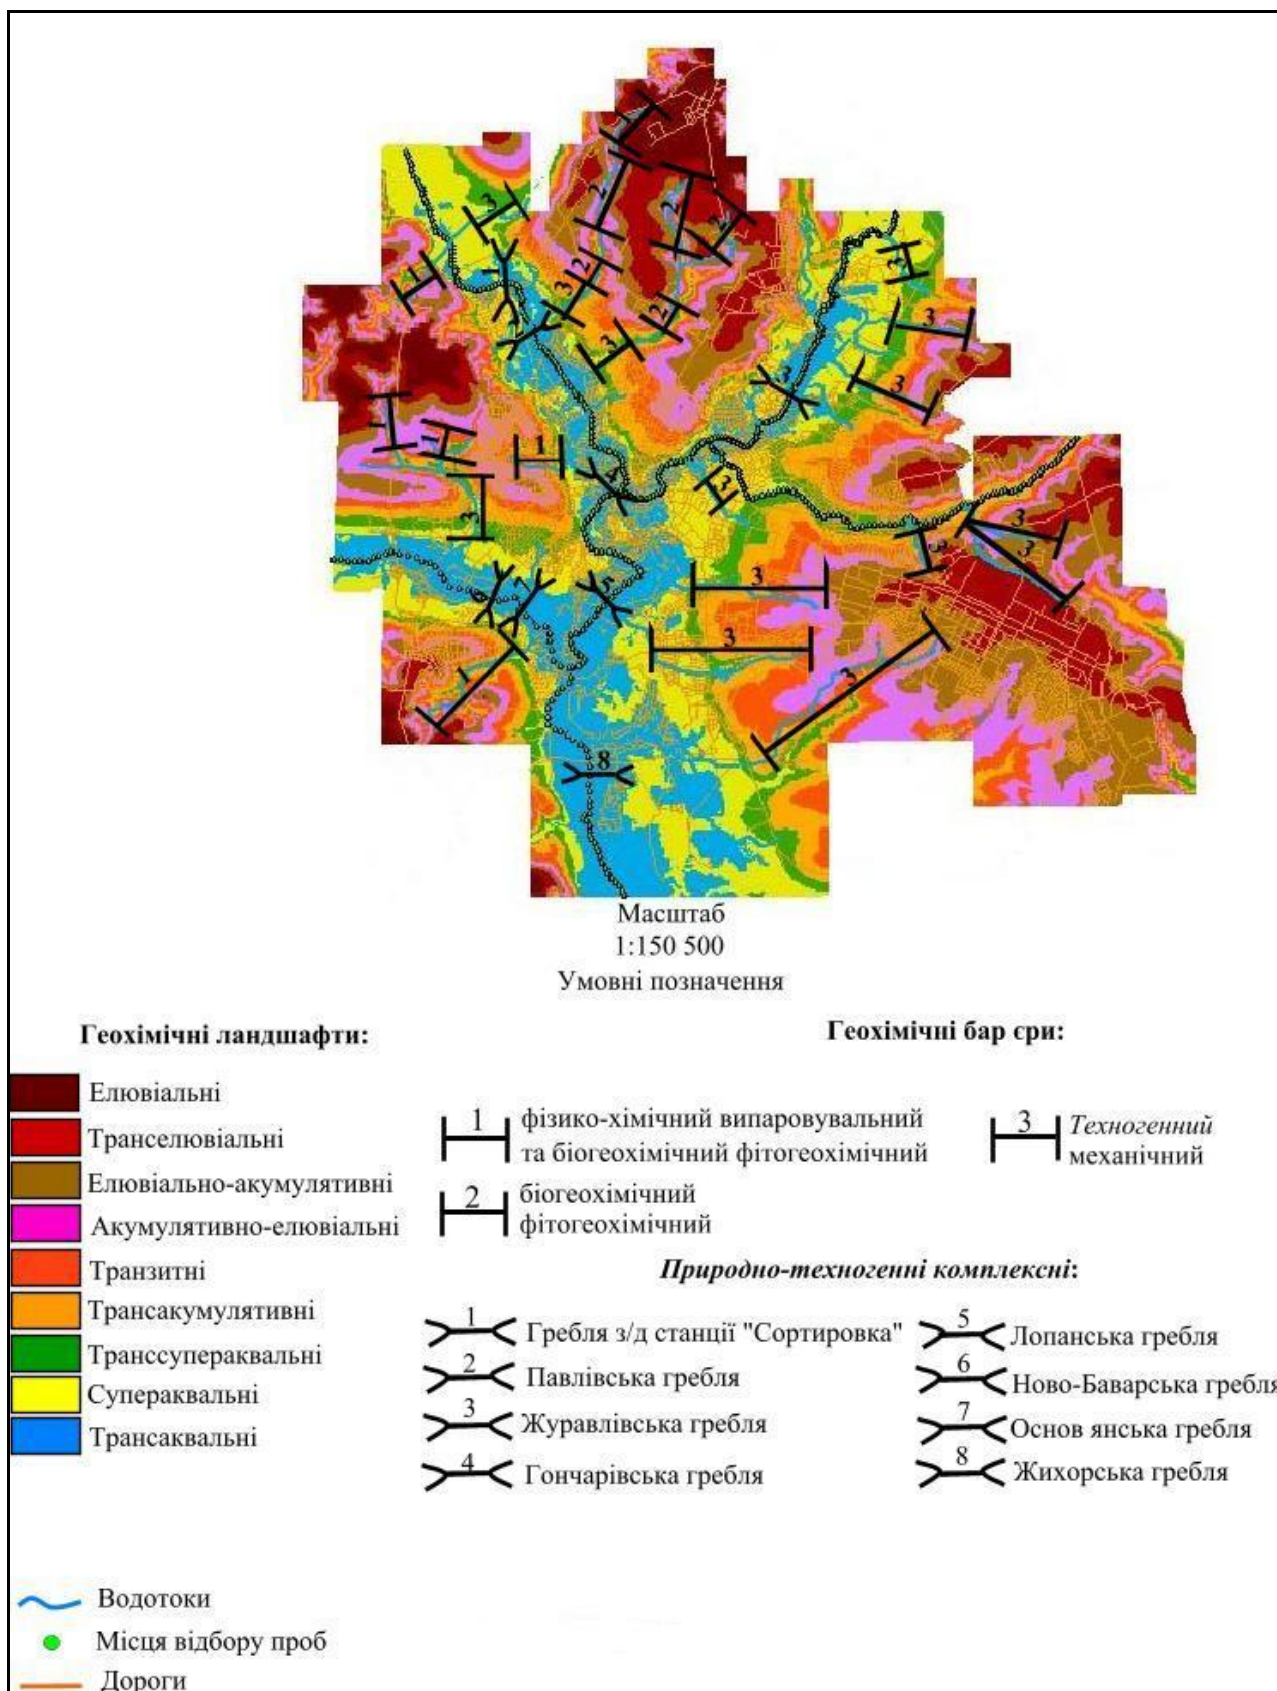 Масштаб
1:150 500
Умовні позначення
Геохімічні ландшафти:
Елювіальні
Транселювіальні
Елювіально-акумулятивні
Акумулятивно-елювіальні
Транзитні
Трансакумулятивні
Транссупераквальні
Супераквальні
Трансаквальні
Геохімічні бар єри:
1 фізико-хімічний випаровувальний
та біогеохімічний фітогеохімічний
2 біогеохімічний
фітогеохімічний
3 Техногенний
механічний
Природно-техногенні комплексні:
1 Гребля з/д станції "Сортировка"
2 Павлівська гребля
3 Журавлівська гребля
4 Гончарівська гребля
5 Лопанська гребля
6 Ново-Баварська гребля
7 Основ янська гребля
8 Жихорська гребля
Водотоки
Місця відбору проб
Дороги